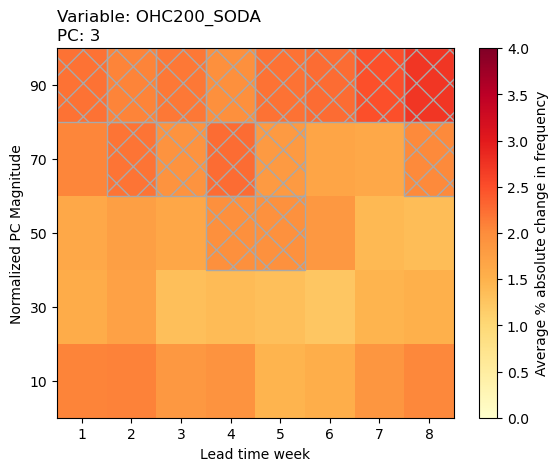 Variable: OHC200_SODA
PC: 3
90
70
50
30
10
Normalized PC Magnitude
1 2 3 4 5 6 7 8
Lead time week
4.0
3.5
3.0
2.5
2.0
1.5
1.0
0.5
0.0
Average % absolute change in frequency